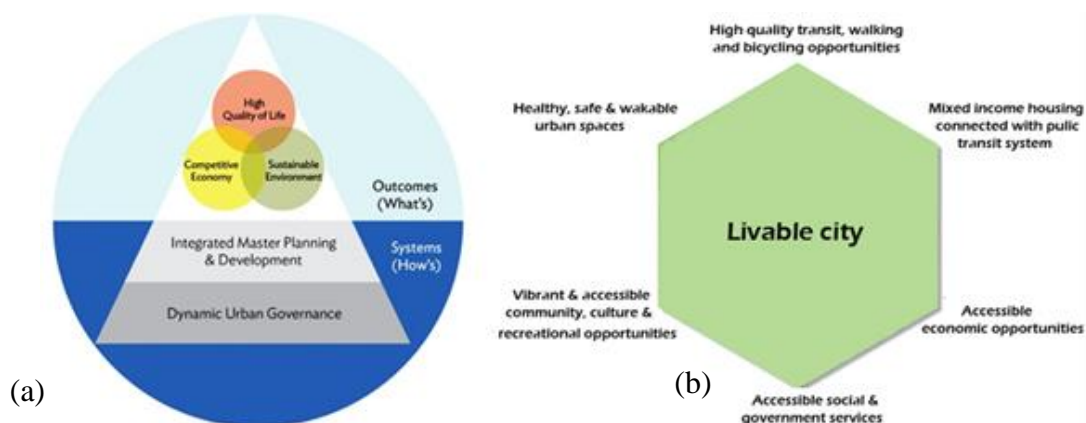 High
Quality of Life
Competitive
Economy
Sustainable
Environment
Outcomes
(What's)
Integrated Master Planning
& Development
Systems
(How's)
Dynamic Urban Governance
(a)
High quality transit, walking
and bicycling opportunities
Healthy, safe & wakable
urban spaces
Mixed income housing
connected with pulic
transit system
Livable city
Vibrant & accessible
community, culture &
recreational opportunities
Accessible
economic opportunities
Accessible social &
government services
(b)